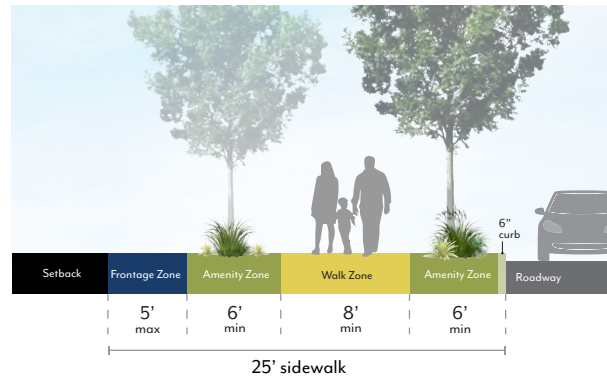 6”
curb
Setback
Frontage Zone
Amenity Zone
Walk Zone
Amenity Zone
Roadway
5’
max
6’
min
8’
min
6’
min
25’ sidewalk